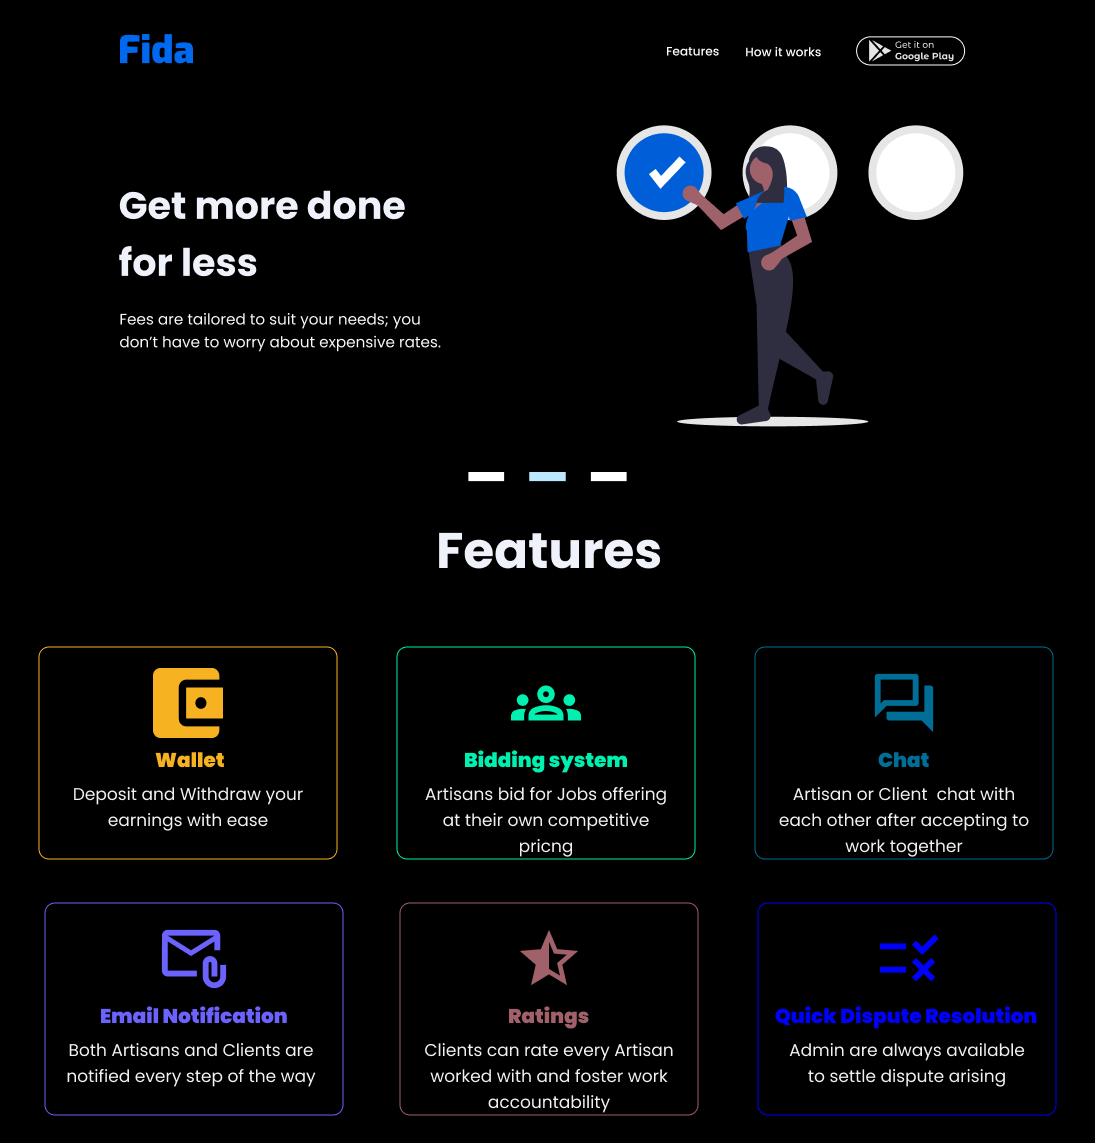 Fida
Features
How it works
Get it on
Google Play
Get more done
for less
Fees are tailored to suit your needs; you
don't have to worry about expensive rates.
Features
Wallet
Deposit and Withdraw your
earnings with ease
Bidding system
Artisans bid for Jobs offering
at their own competitive
pricng
Chat
Artisan or Client  chat with
each other after accepting to
work together
Email Notification
Both Artisans and Clients are
notified every step of the way
Ratings
Clients can rate every Artisan
worked with and foster work
accountability
Quick Dispute Resolution
Admin are always available
to settle dispute arising